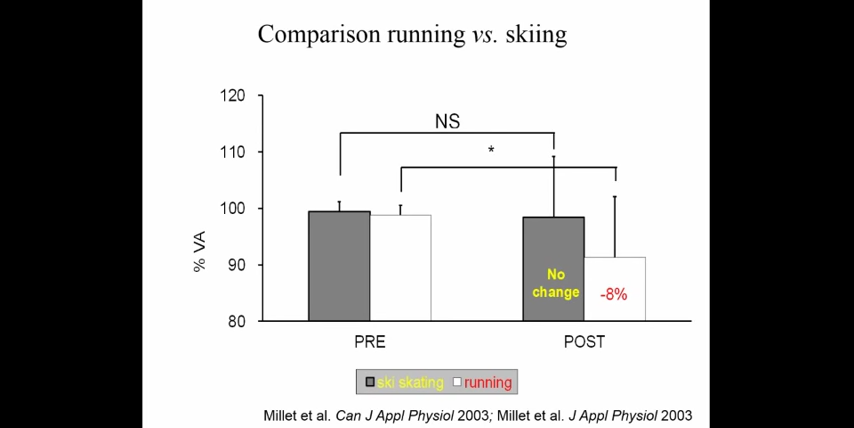 Comparison running vs. skiing
120
110
100
90
80
% VA
NS
*
No
change
-8%
PRE
POST
ski skating
running
Millet et al. Can J Appl Physiol 2003; Millet et al. J Appl Physiol 2003